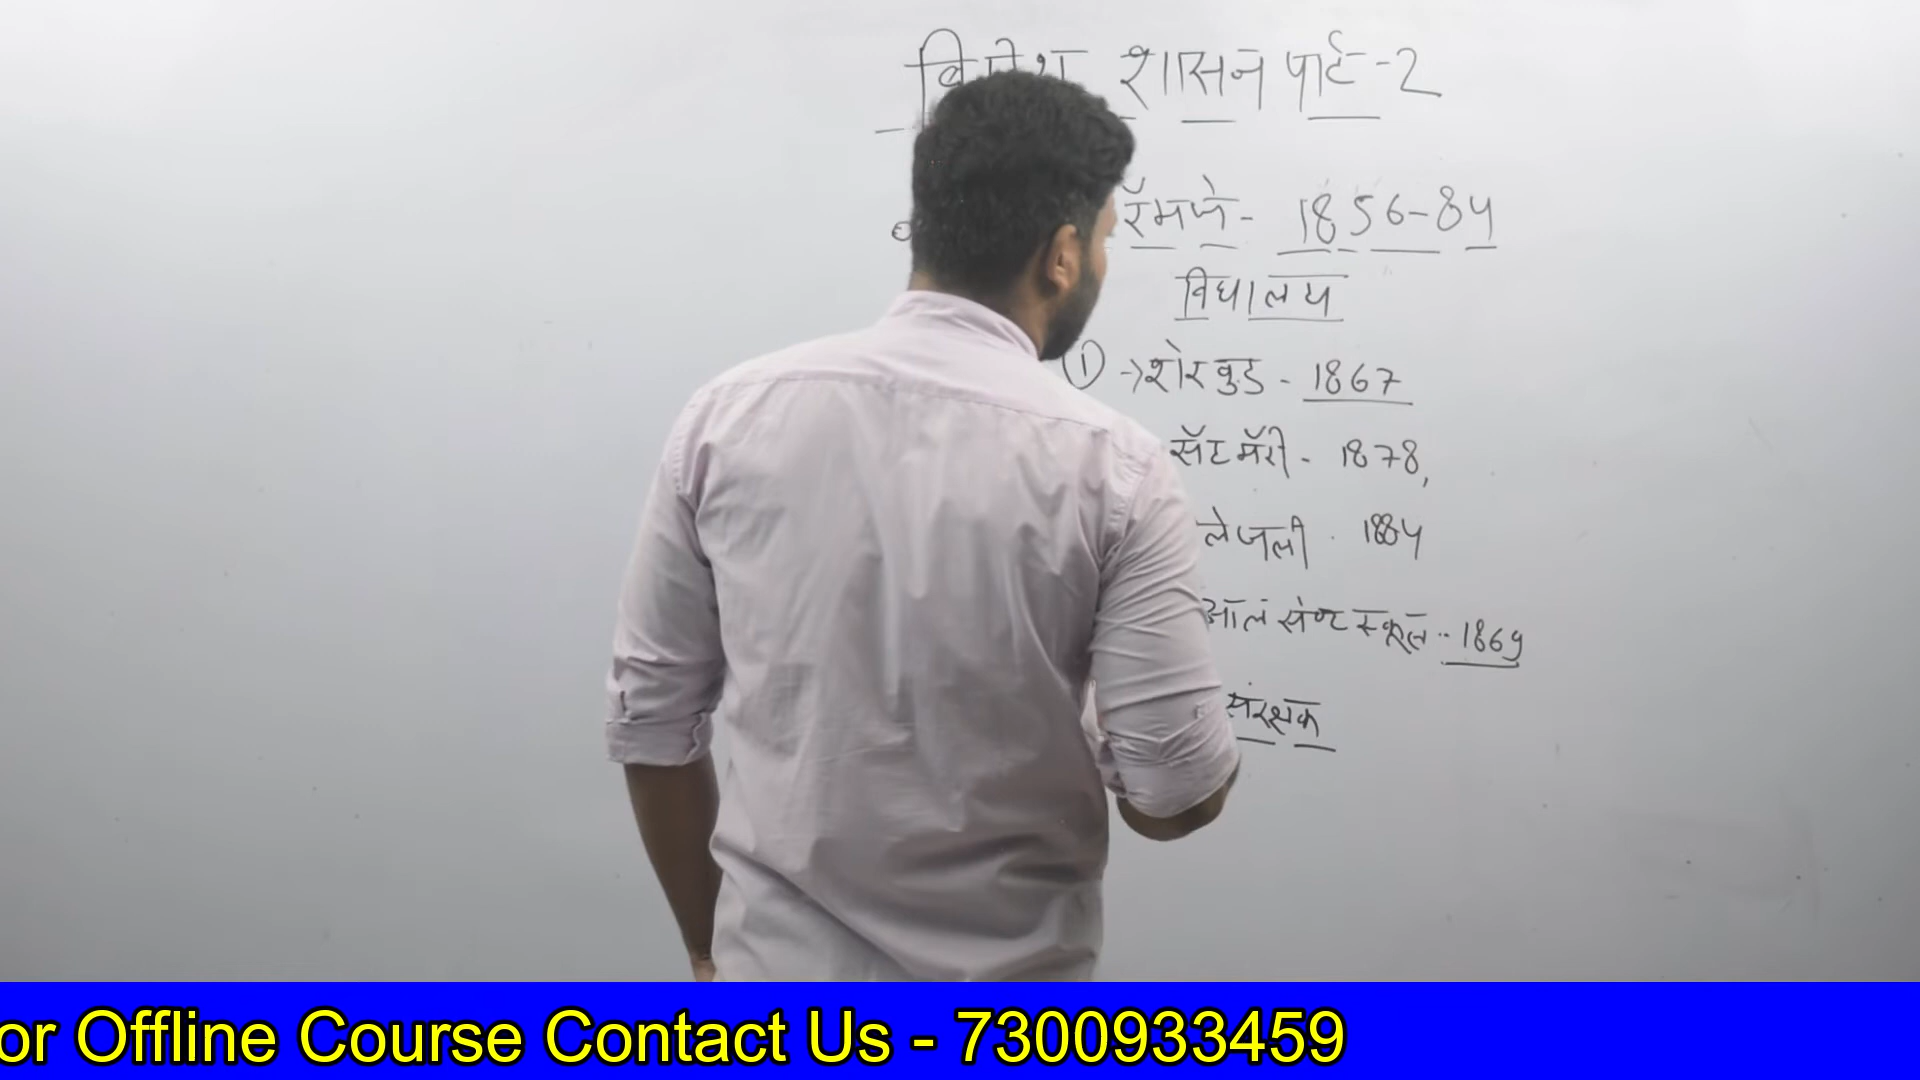 शासन पार्ट-2
रॅमजे - 1856-84
विद्यालय
① → शेरवुड - 1867
सॅट मॅरी - 1878,
लेजली . 1884
ऑल सेण्ट स्कूल - 1869
संरक्षक
or Offline Course Contact Us - 7300933459